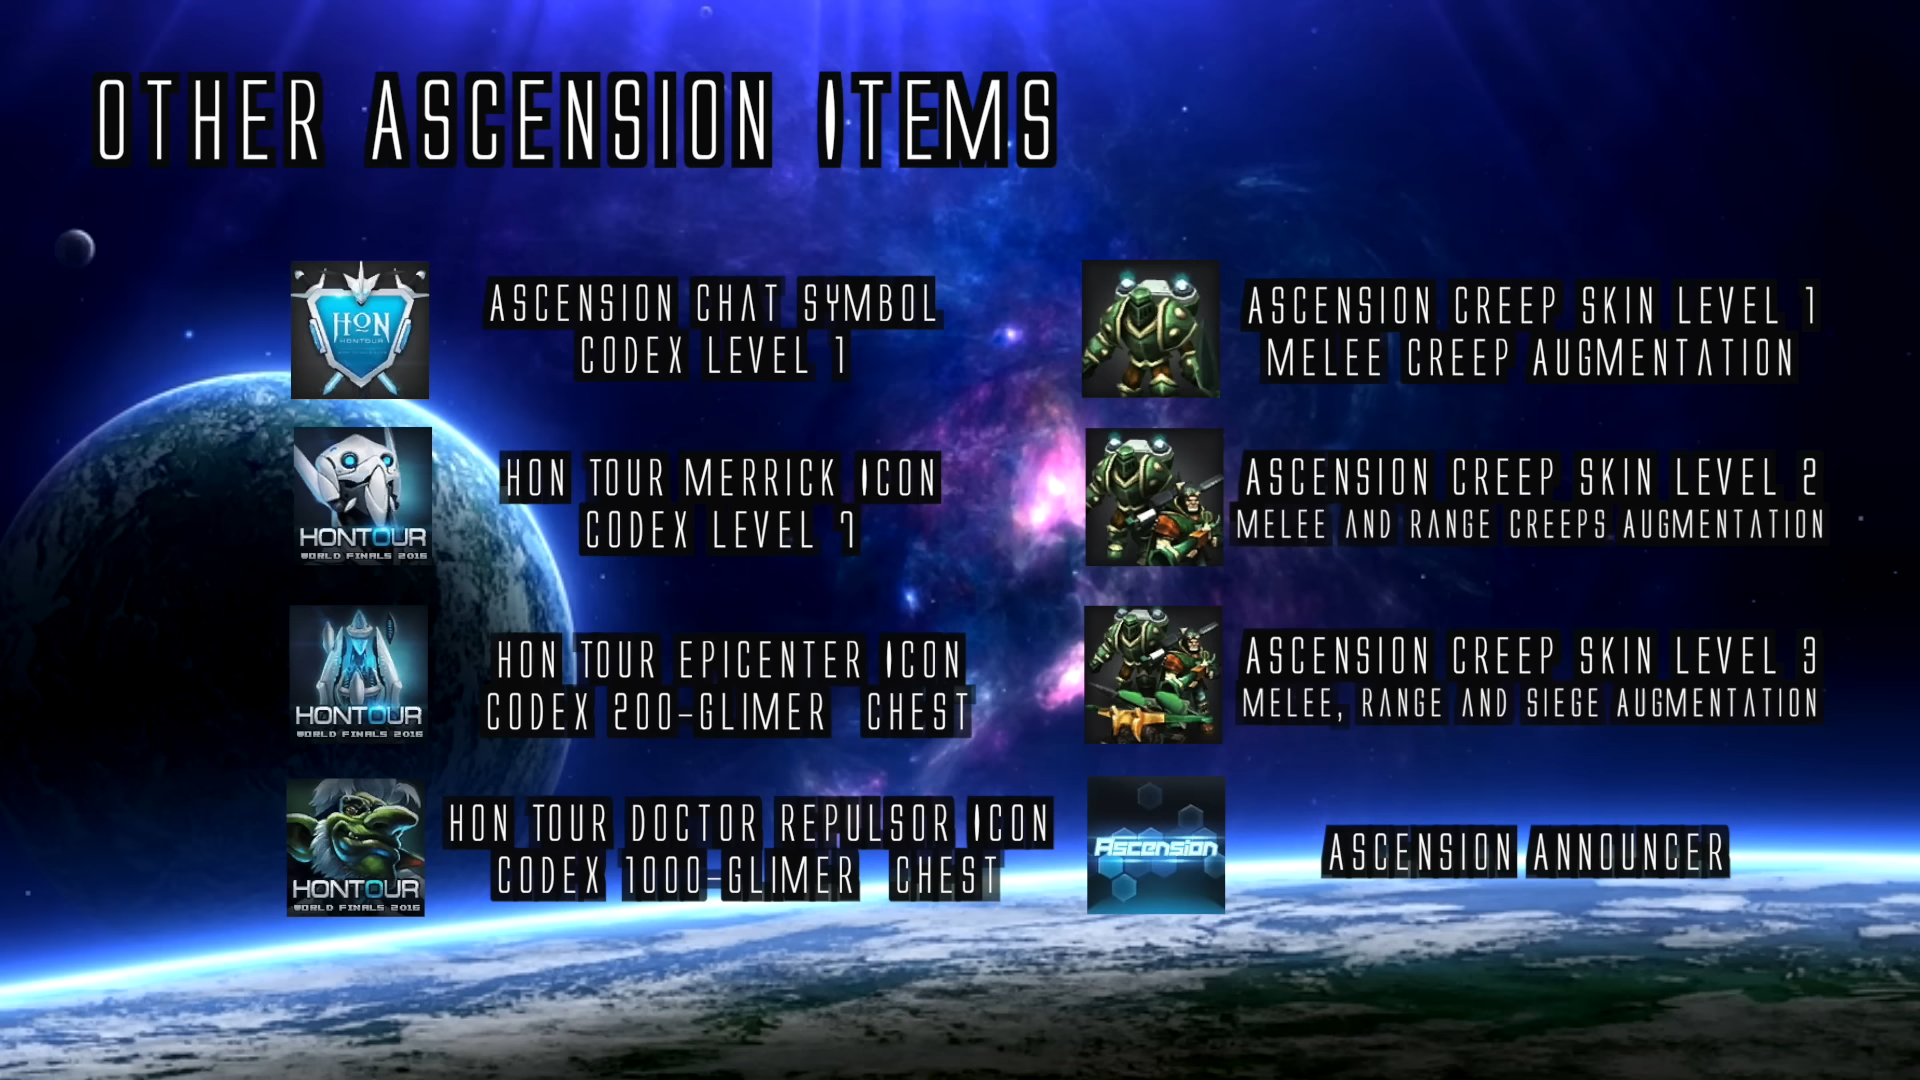 Other Ascension Items
HoN
HONTOUR
Ascension Chat Symbol
Codex Level 1
HONTOUR
WORLD FINALS 2016
HoN Tour Merrick Icon
Codex Level 7
HONTOUR
WORLD FINALS 2016
HoN Tour Epicenter Icon
Codex 200-Glimer Chest
HONTOUR
WORLD FINALS 2016
HoN Tour Doctor Repulsor Icon
Codex 1000-Glimer Chest
Ascension Creep Skin Level 1
Melee Creep Augmentation
Ascension Creep Skin Level 2
Melee and Range Creeps Augmentation
Ascension Creep Skin Level 3
Melee, Range and Siege Augmentation
Ascension
Ascension Announcer